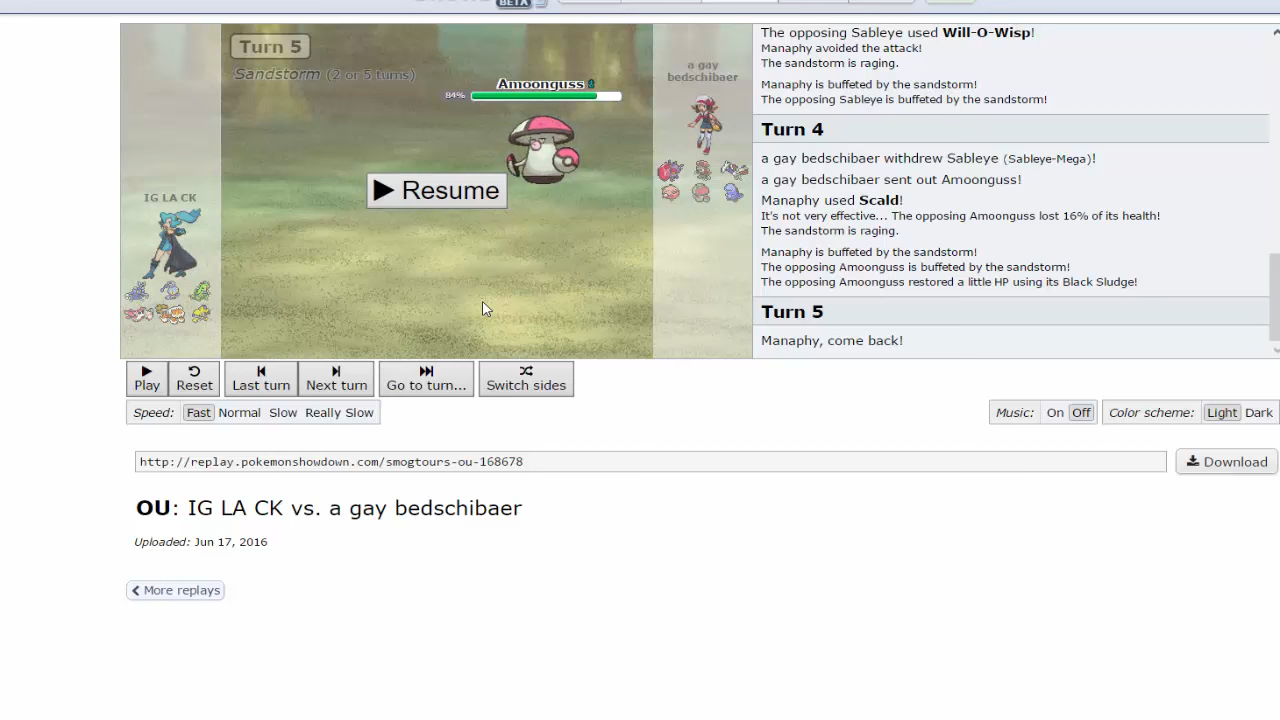 BETA
Turn 5
Sandstorm (2 or 5 turns)
Amoonguss
84%
a gay
bedschibaer
IG LA CK
Resume
The opposing Sableye used Will-O-Wisp!
Manaphy avoided the attack!
The sandstorm is raging.
Manaphy is buffeted by the sandstorm!
The opposing Sableye is buffeted by the sandstorm!
Turn 4
a gay bedschibaer withdrew Sableye (Sableye-Mega)!
a gay bedschibaer sent out Amoonguss!
Manaphy used Scald!
It's not very effective... The opposing Amoonguss lost 16% of its health!
The sandstorm is raging.
Manaphy is buffeted by the sandstorm!
The opposing Amoonguss is buffeted by the sandstorm!
The opposing Amoonguss restored a little HP using its Black Sludge!
Turn 5
Manaphy, come back!
Play Reset Last turn Next turn Go to turn... Switch sides
Speed: Fast Normal Slow Really Slow
Music: On Off Color scheme: Light Dark
http://replay.pokemonshowdown.com/smogtours-ou-168678
Download
OU: IG LA CK vs. a gay bedschibaer
Uploaded: Jun 17, 2016
More replays